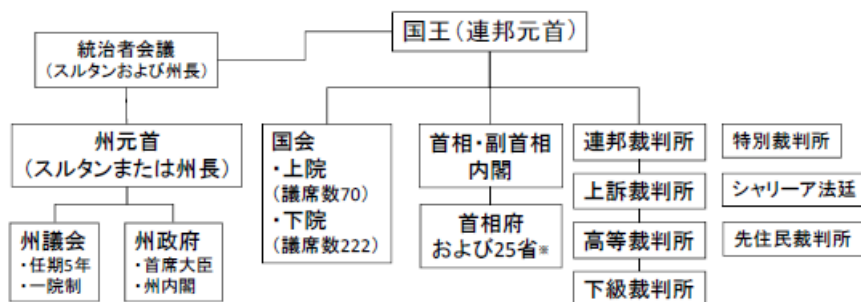 国王(連邦元首)
統治者会議
(スルタンおよび州長)
州元首
(スルタンまたは州長)
州議会
・任期5年
・一院制
州政府
・首席大臣
・州内閣
国会
・上院
(議席数70)
・下院
(議席数222)
首相・副首相
内閣
首相府
および25省※
連邦裁判所
上訴裁判所
高等裁判所
下級裁判所
特別裁判所
シャリーア法廷
先住民裁判所